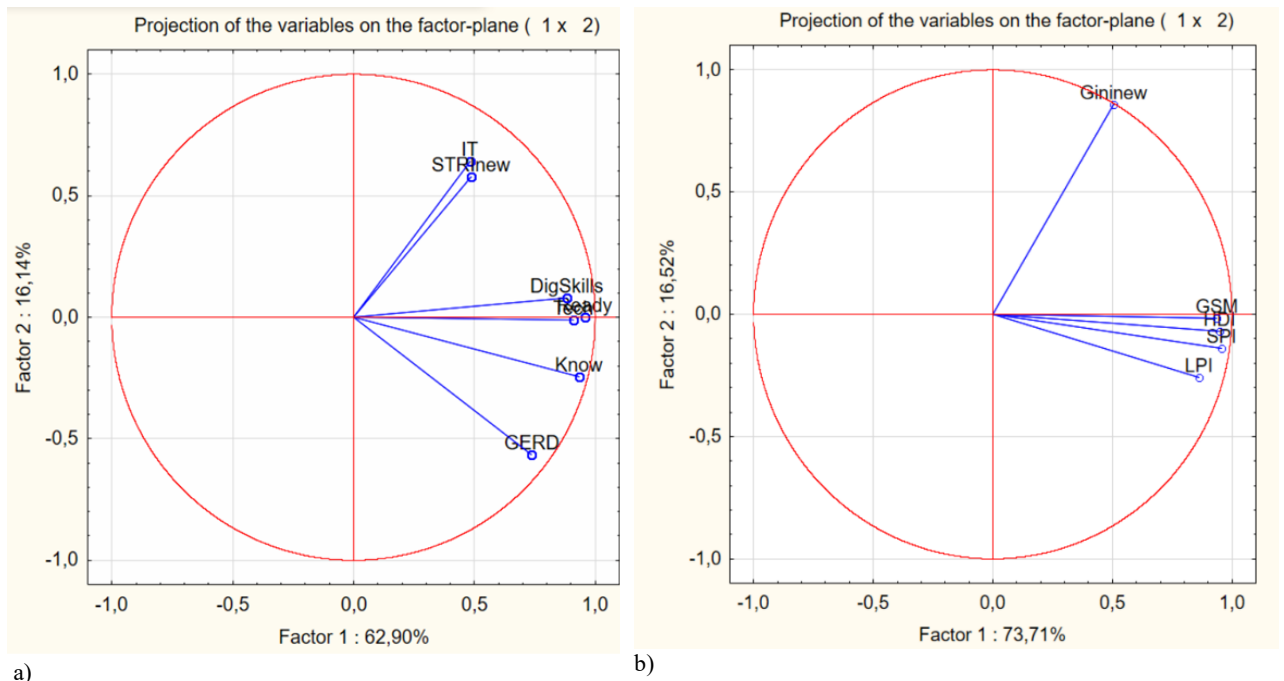 Projection of the variables on the factor-plane ( 1 x 2)
1,0
0,5
0,0
-0,5
-1,0
Factor 2 : 16,14%
IT
STRInew
DigSkills
Ready
Tech
Know
GERD
-1,0 -0,5 0,0 0,5 1,0
Factor 1 : 62,90%
a)
Projection of the variables on the factor-plane ( 1 x 2)
1,0
0,5
0,0
-0,5
-1,0
Factor 2 : 16,52%
Gininew
GSM
HDI
SPI
LPI
-1,0 -0,5 0,0 0,5 1,0
Factor 1 : 73,71%
b)